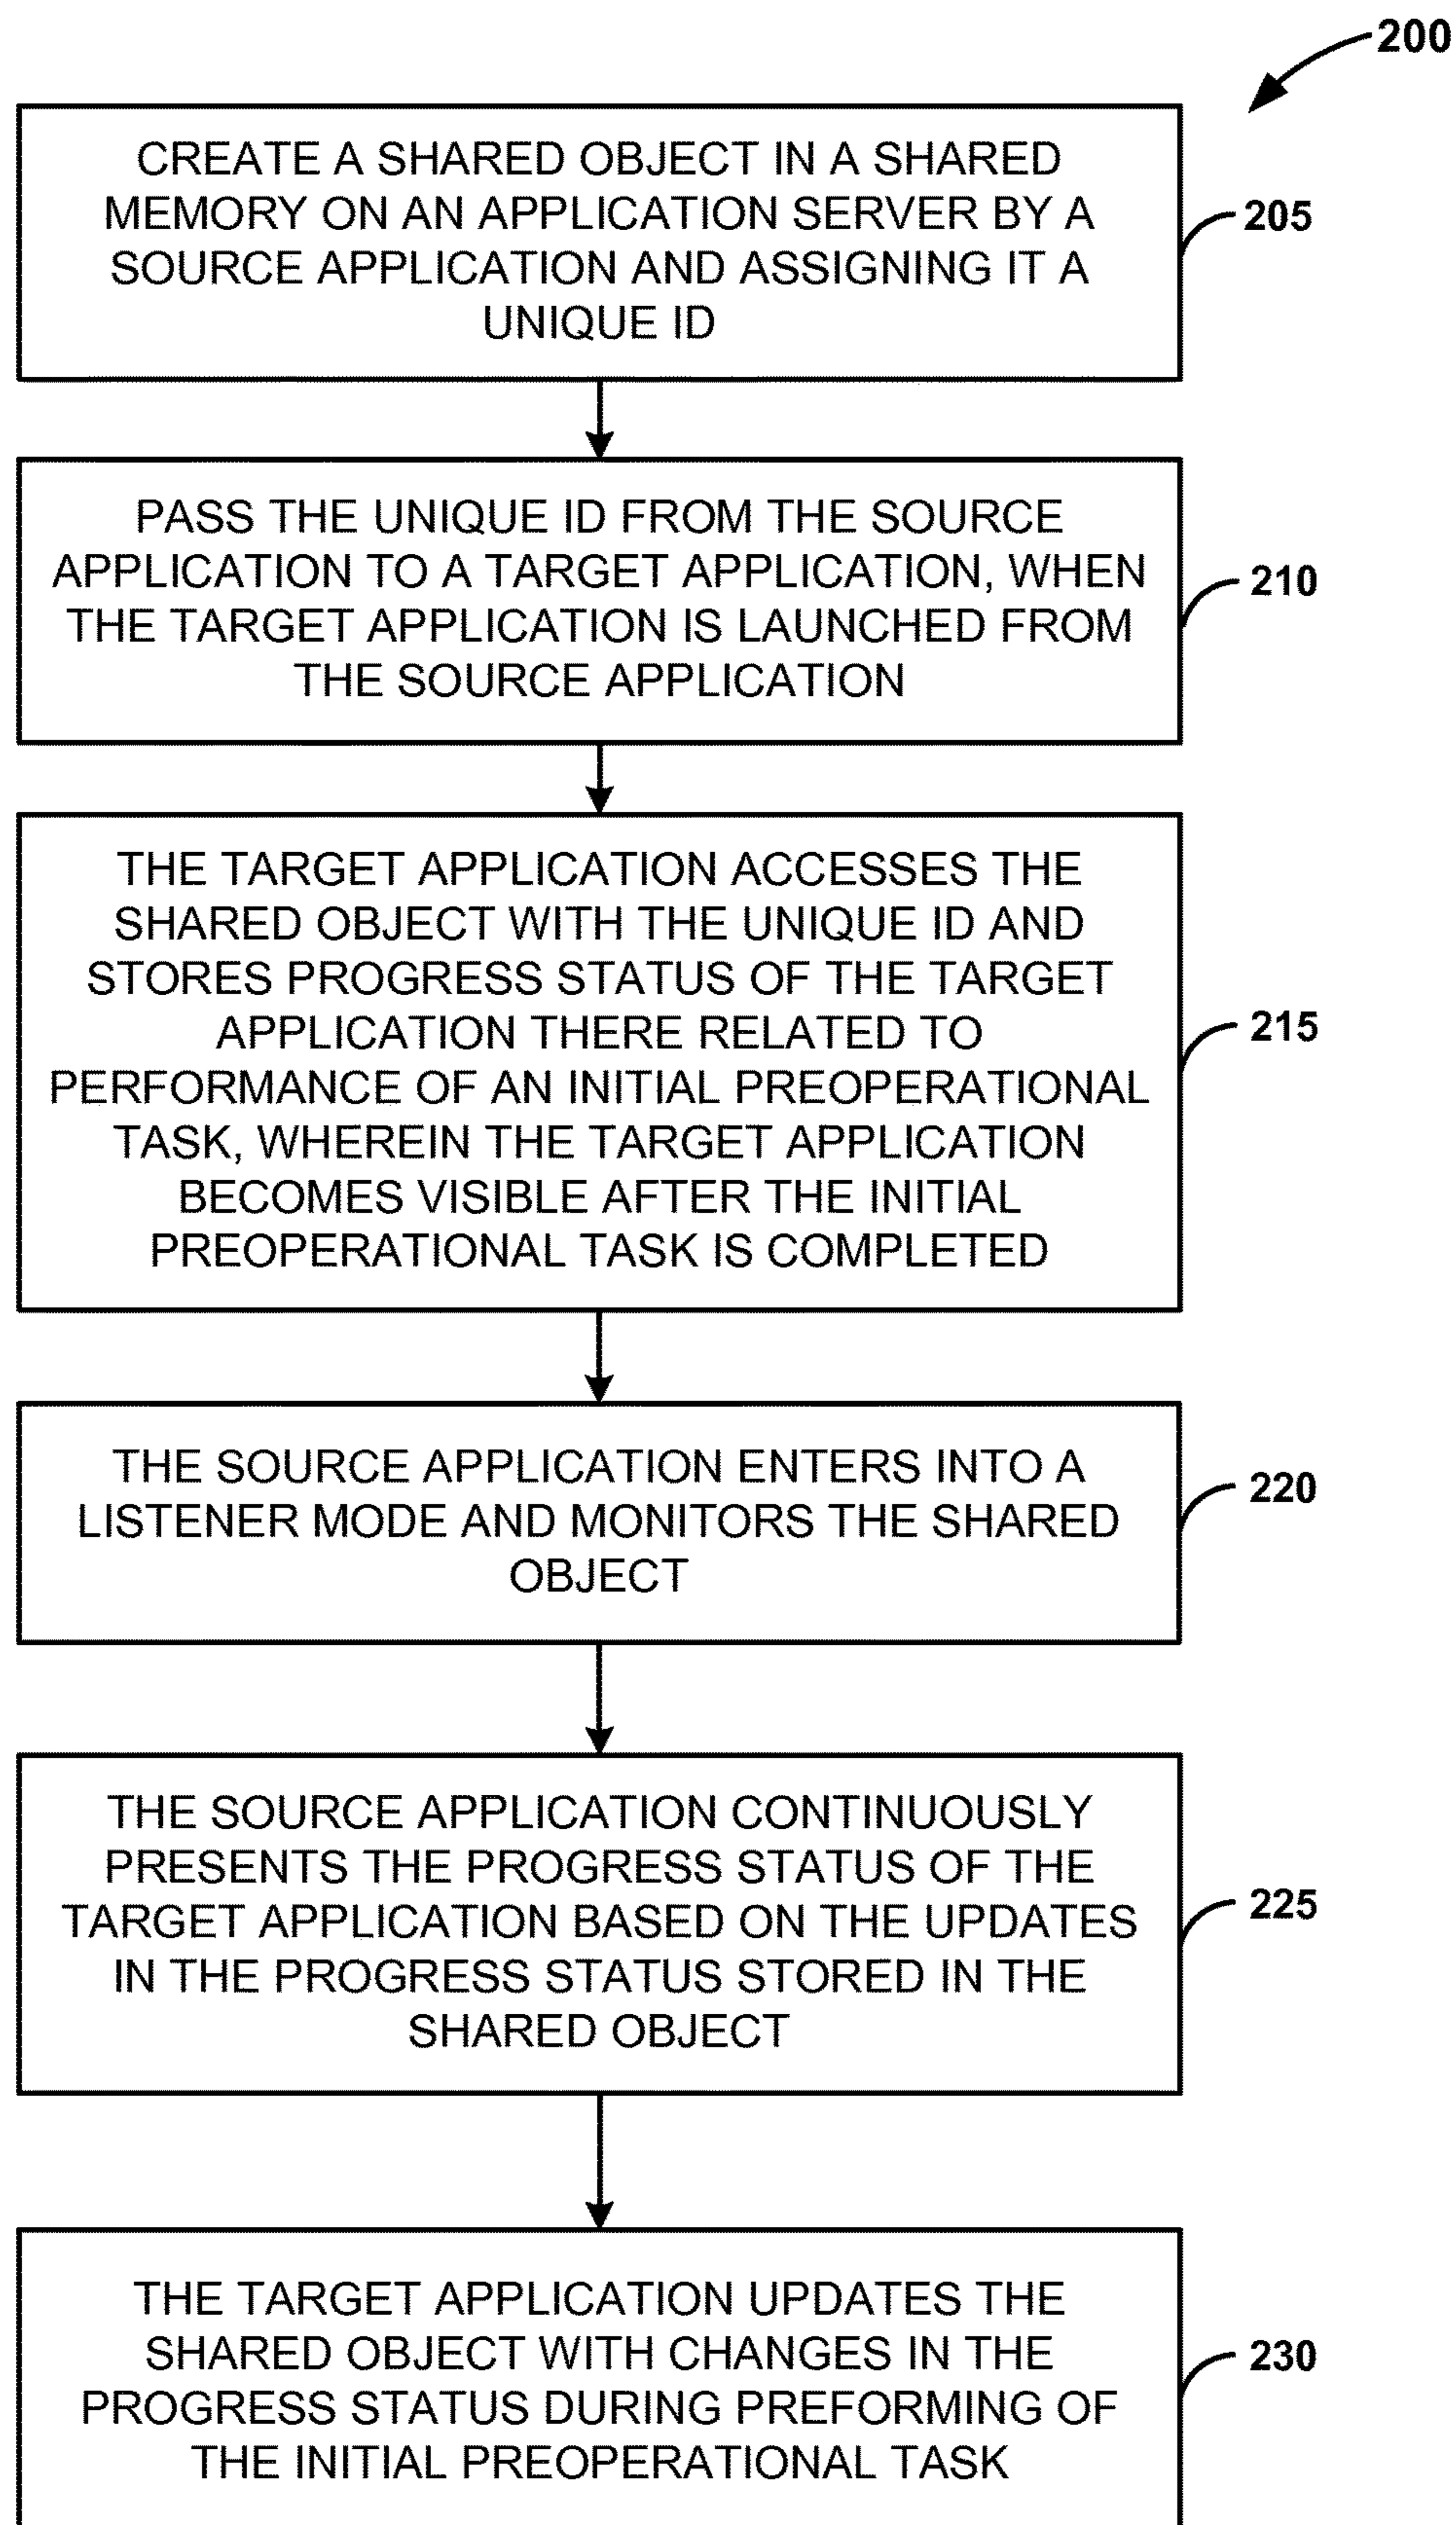 200
CREATE A SHARED OBJECT IN A SHARED
MEMORY ON AN APPLICATION SERVER BY A
SOURCE APPLICATION AND ASSIGNING IT A
UNIQUE ID
205
PASS THE UNIQUE ID FROM THE SOURCE
APPLICATION TO A TARGET APPLICATION, WHEN
THE TARGET APPLICATION IS LAUNCHED FROM
THE SOURCE APPLICATION
210
THE TARGET APPLICATION ACCESSES THE
SHARED OBJECT WITH THE UNIQUE ID AND
STORES PROGRESS STATUS OF THE TARGET
APPLICATION THERE RELATED TO
PERFORMANCE OF AN INITIAL PREOPERATIONAL
TASK, WHEREIN THE TARGET APPLICATION
BECOMES VISIBLE AFTER THE INITIAL
PREOPERATIONAL TASK IS COMPLETED
215
THE SOURCE APPLICATION ENTERS INTO A
LISTENER MODE AND MONITORS THE SHARED
OBJECT
220
THE SOURCE APPLICATION CONTINUOUSLY
PRESENTS THE PROGRESS STATUS OF THE
TARGET APPLICATION BASED ON THE UPDATES
IN THE PROGRESS STATUS STORED IN THE
SHARED OBJECT
225
THE TARGET APPLICATION UPDATES THE
SHARED OBJECT WITH CHANGES IN THE
PROGRESS STATUS DURING PREFORMING OF
THE INITIAL PREOPERATIONAL TASK
230